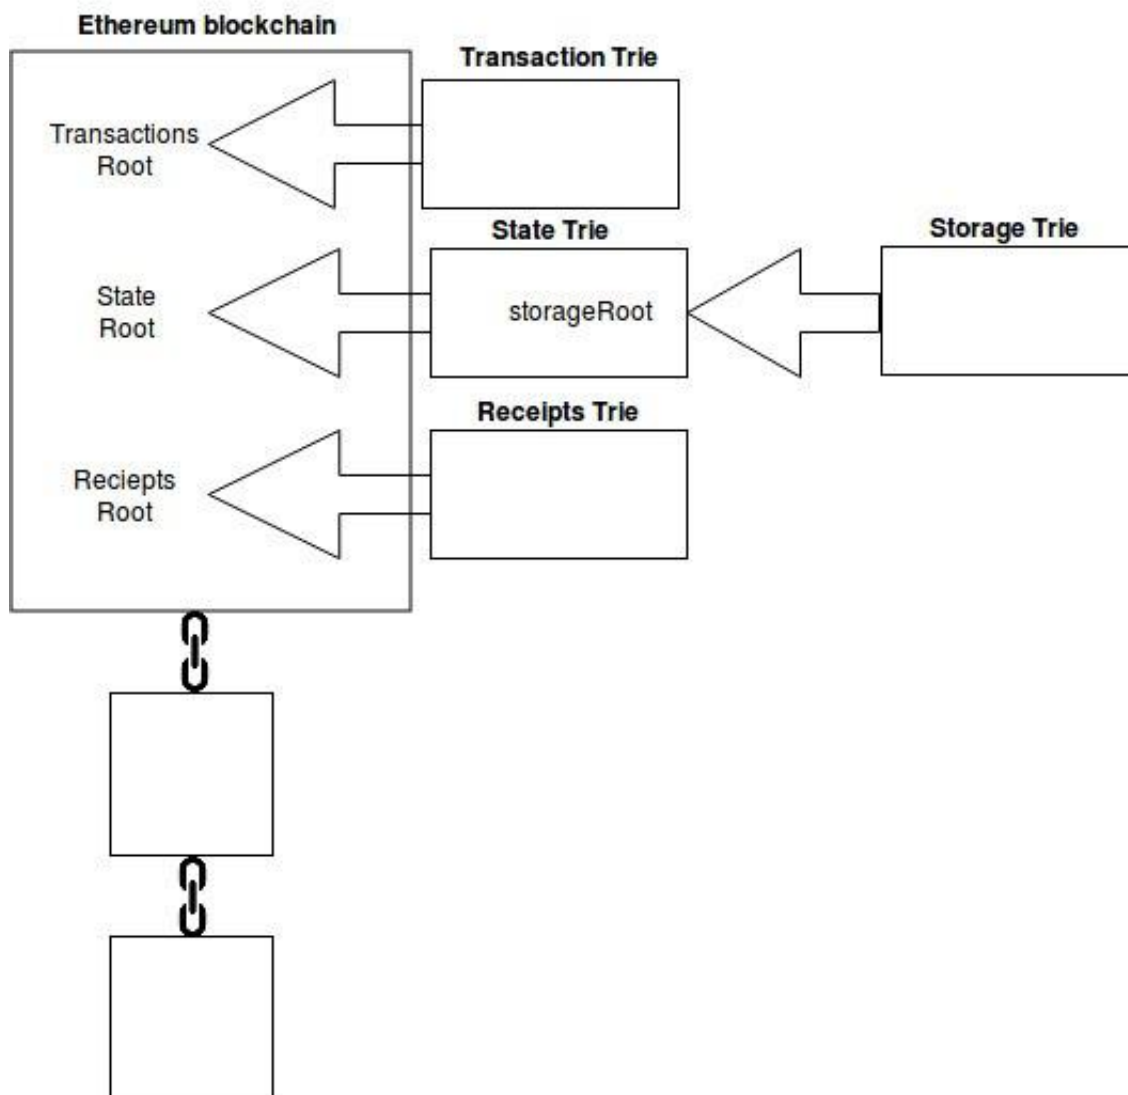 Ethereum blockchain
Transaction Trie
Transactions
Root
State Trie
Storage Trie
State
Root
storageRoot
Receipts Trie
Reciepts
Root